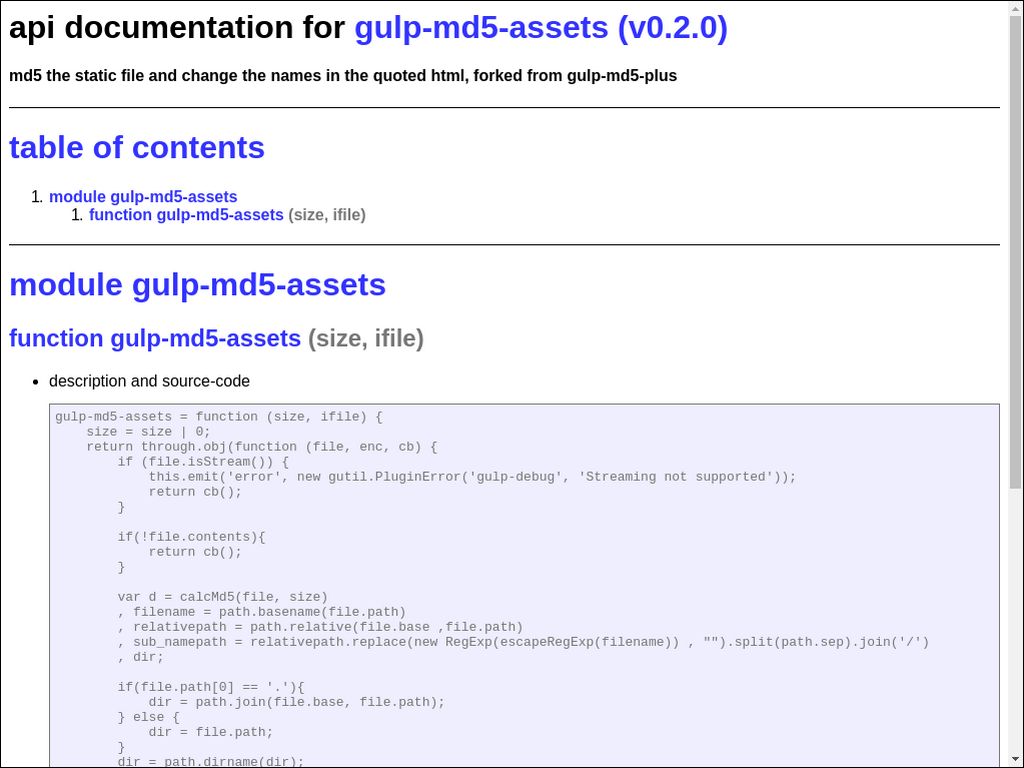 api documentation for gulp-md5-assets (v0.2.0)
md5 the static file and change the names in the quoted html, forked from gulp-md5-plus
table of contents
1. module gulp-md5-assets
1. function gulp-md5-assets (size, ifile)
module gulp-md5-assets
function gulp-md5-assets (size, ifile)
• description and source-code
gulp-md5-assets = function (size, ifile) {
    size = size | 0;
    return through.obj(function (file, enc, cb) {
        if (file.isStream()) {
            this.emit('error', new gutil.PluginError('gulp-debug', 'Streaming not supported'));
            return cb();
        }

        if(!file.contents){
            return cb();
        }

        var d = calcMd5(file, size)
        , filename = path.basename(file.path)
        , relativepath = path.relative(file.base ,file.path)
        , sub_namepath = relativepath.replace(new RegExp(escapeRegExp(filename)) , "").split(path.sep).join('/')
        , dir;

        if(file.path[0] == '.'){
            dir = path.join(file.base, file.path);
        } else {
            dir = file.path;
        }
        dir = path.dirname(dir);